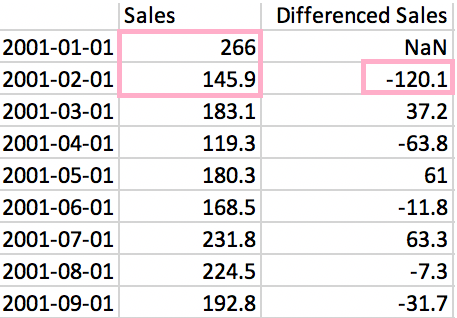 Sales Differenced Sales
2001-01-01 266 NaN
2001-02-01 145.9 -120.1
2001-03-01 183.1 37.2
2001-04-01 119.3 -63.8
2001-05-01 180.3 61
2001-06-01 168.5 -11.8
2001-07-01 231.8 63.3
2001-08-01 224.5 -7.3
2001-09-01 192.8 -31.7